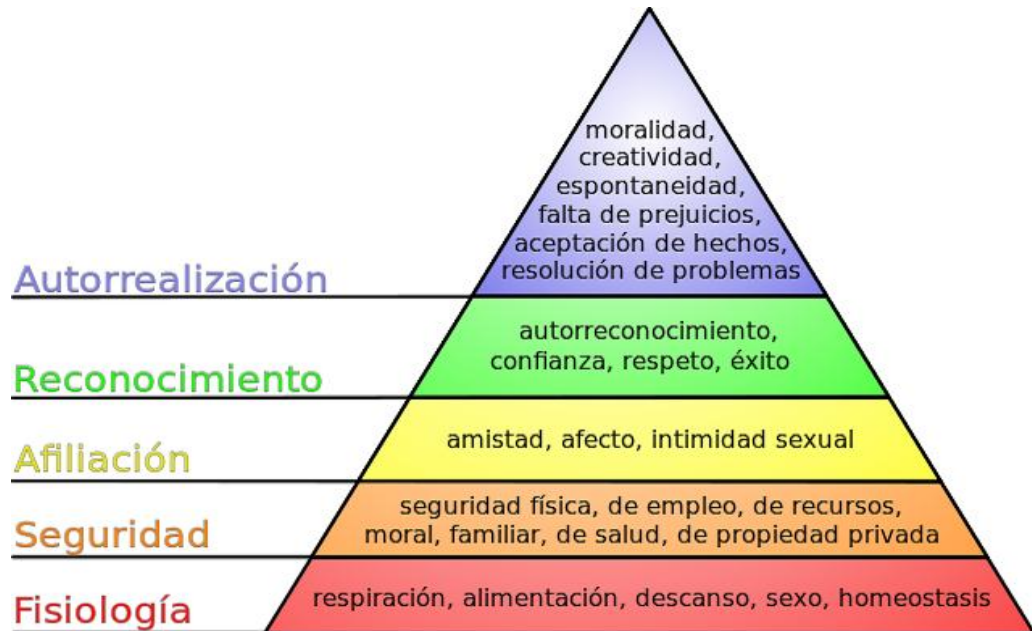 moralidad,
creatividad,
espontaneidad,
falta de prejuicios,
aceptación de hechos,
resolución de problemas
Autorrealización
autorreconocimiento,
confianza, respeto, éxito
Reconocimiento
amistad, afecto, intimidad sexual
Afiliación
seguridad física, de empleo, de recursos,
moral, familiar, de salud, de propiedad privada
Seguridad
respiración, alimentación, descanso, sexo, homeostasis
Fisiología